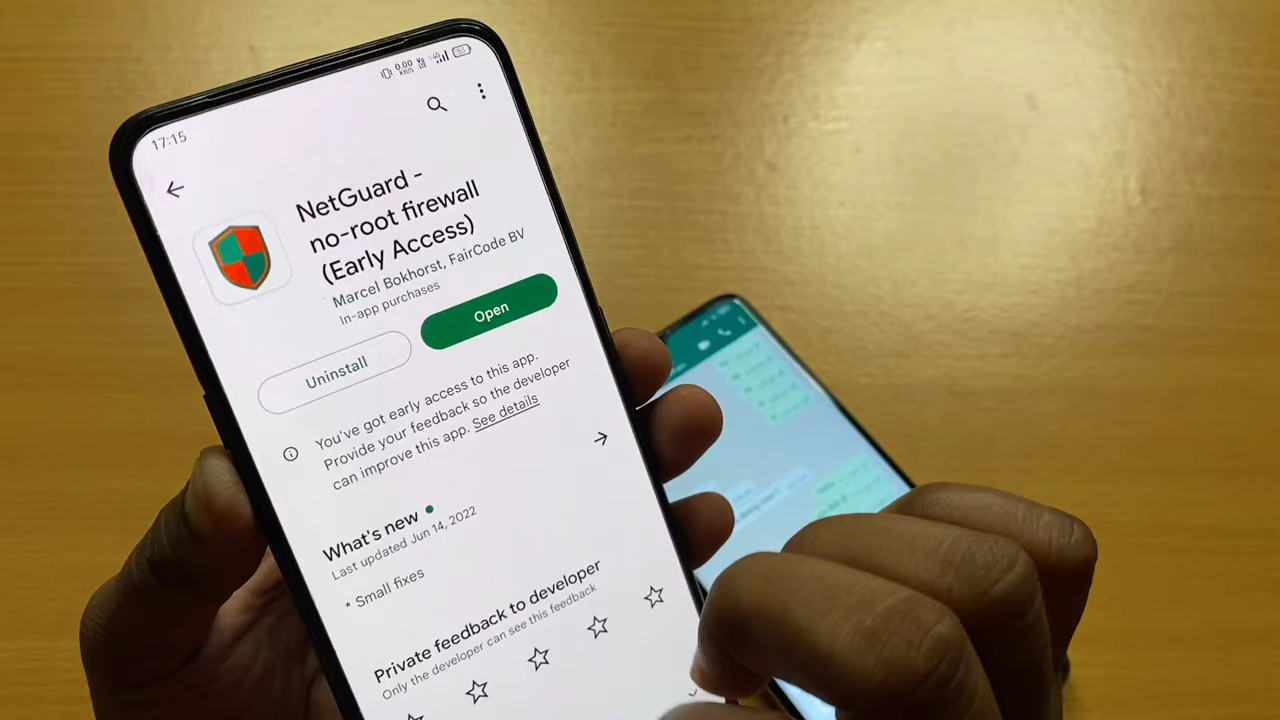 17:15
0.00
KB/S
NetGuard -
no-root firewall
(Early Access)
Marcel Bokhorst, FairCode BV
In-app purchases
Uninstall
Open
You've got early access to this app.
Provide your feedback so the developer
can improve this app. See details
What's new
Last updated Jun 14, 2022
* Small fixes
Private feedback to developer
Only the developer can see this feedback